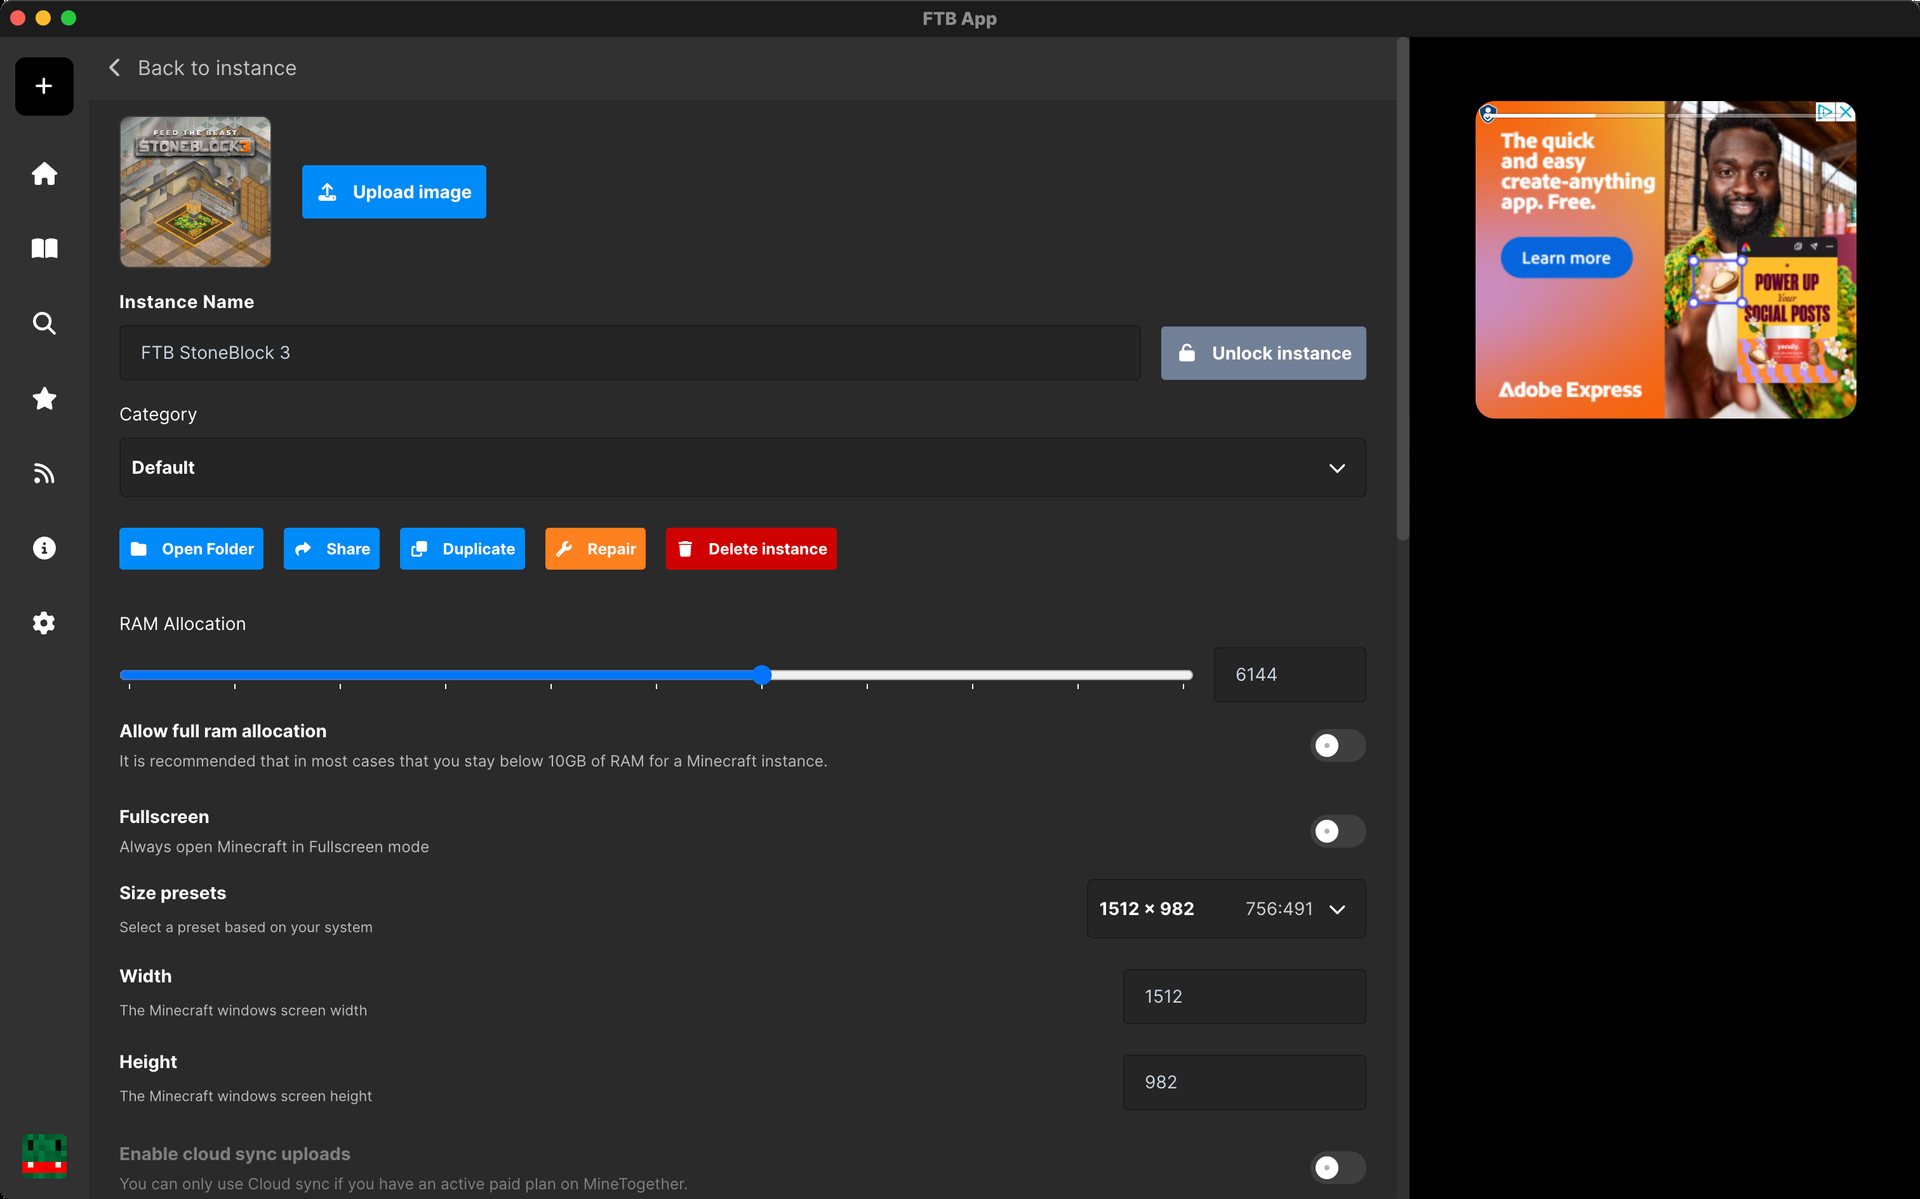 FTB App
Back to instance
FEED THE BEAST
STONEBLOCK3
Upload image
Instance Name
FTB StoneBlock 3
Unlock instance
Category
Default
Open Folder
Share
Duplicate
Repair
Delete instance
RAM Allocation
6144
Allow full ram allocation
It is recommended that in most cases that you stay below 10GB of RAM for a Minecraft instance.
Fullscreen
Always open Minecraft in Fullscreen mode
Size presets
Select a preset based on your system
1512 × 982 756:491
Width
The Minecraft windows screen width
1512
Height
The Minecraft windows screen height
982
Enable cloud sync uploads
You can only use Cloud sync if you have an active paid plan on MineTogether.
The quick
and easy
create-anything
app. Free.
Learn more
Adobe Express
POWER UP
Your
SOCIAL POSTS